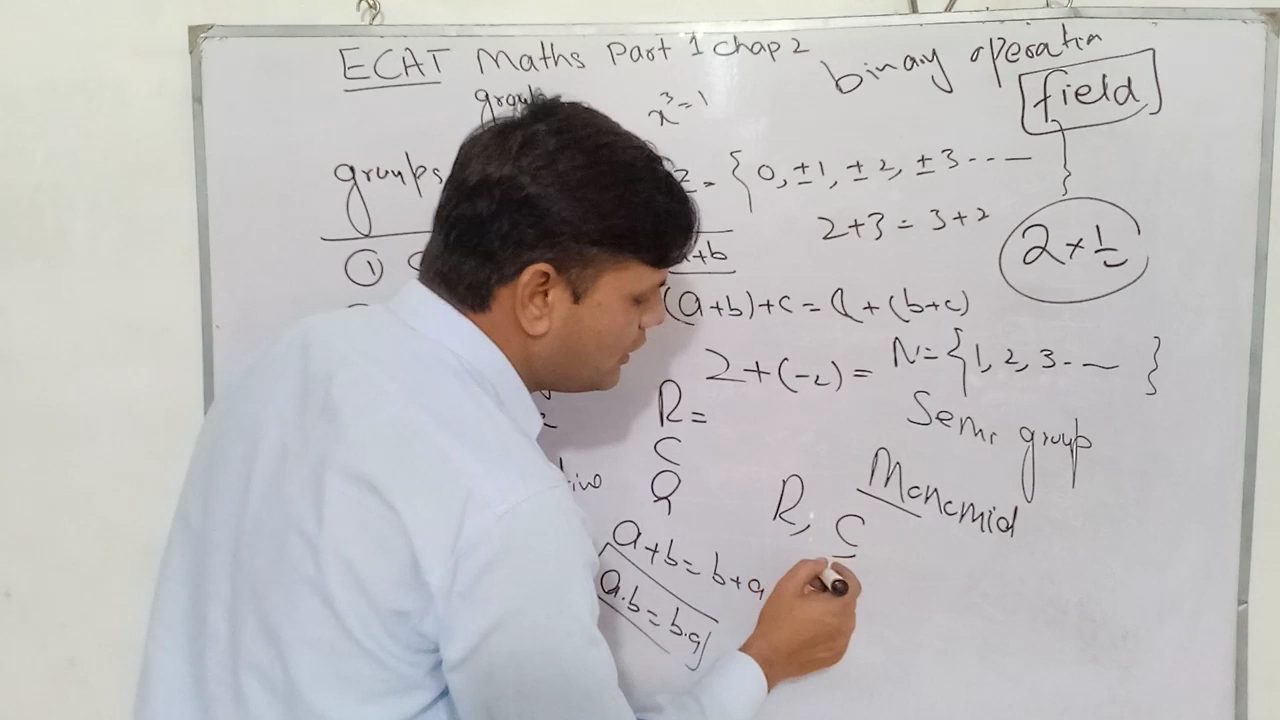 ECAT Maths Part 1 Chap 2
binary operation
field
x³ = 1
groups
= { 0, ±1, ±2, ±3 - - -
2+3 = 3+2
2 × 1/2
①
+b
(a+b)+c = a+(b+c)
2+(-2) =
N = { 1, 2, 3 - - }
R =
C
Q
Semi group
Monomid
R, C
a+b = b+a
a.b = b.a